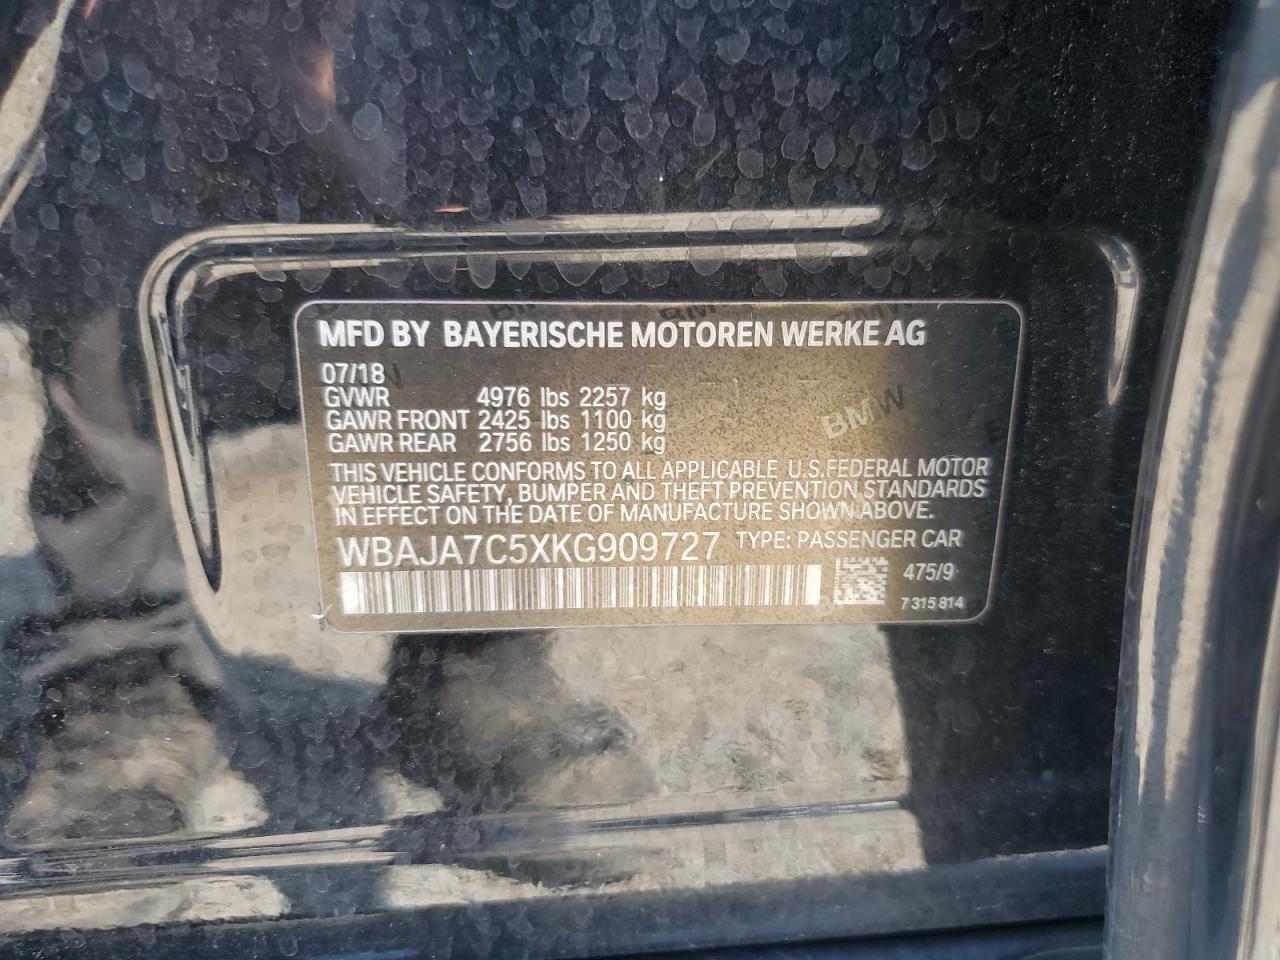 MFD BY BAYERISCHE MOTOREN WERKE AG
07/18
GVWR 4976 lbs 2257 kg
GAWR FRONT 2425 lbs 1100 kg
GAWR REAR 2756 lbs 1250 kg
BMW
THIS VEHICLE CONFORMS TO ALL APPLICABLE U.S.FEDERAL MOTOR
VEHICLE SAFETY, BUMPER AND THEFT PREVENTION STANDARDS
IN EFFECT ON THE DATE OF MANUFACTURE SHOWN ABOVE.
WBAJA7C5XKG909727 TYPE: PASSENGER CAR
475/9
7 315 814